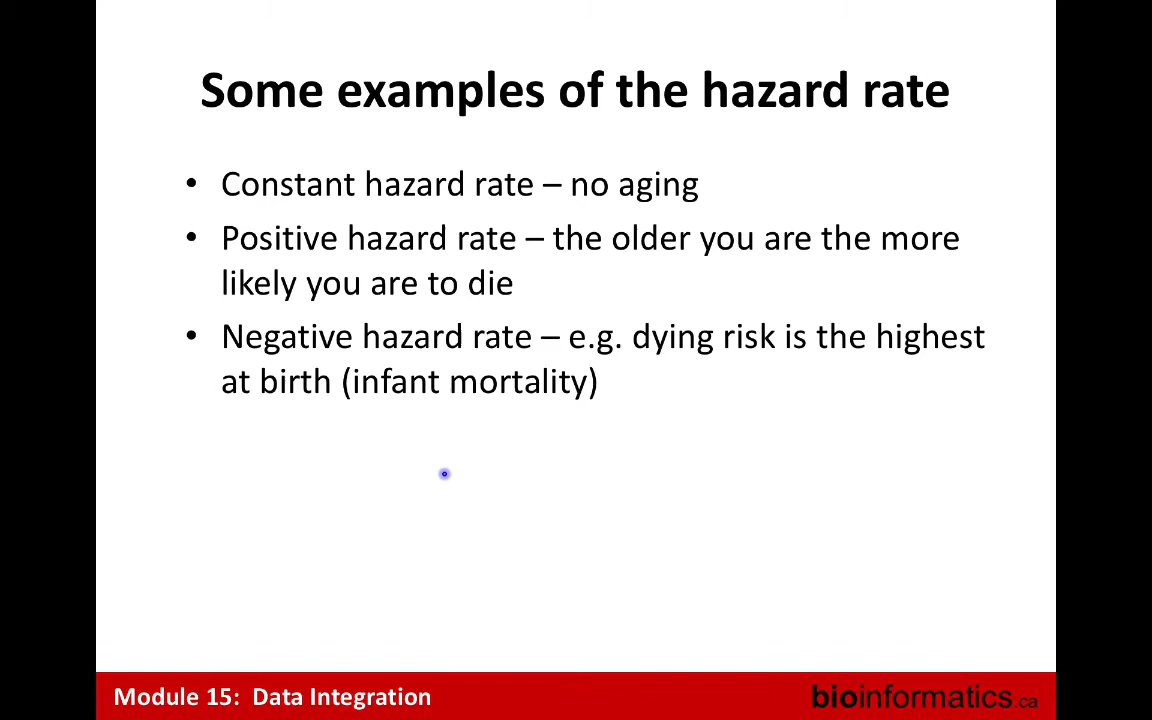 Some examples of the hazard rate
• Constant hazard rate – no aging
• Positive hazard rate – the older you are the more
likely you are to die
• Negative hazard rate – e.g. dying risk is the highest
at birth (infant mortality)
Module 15: Data Integration
bioinformatics.ca